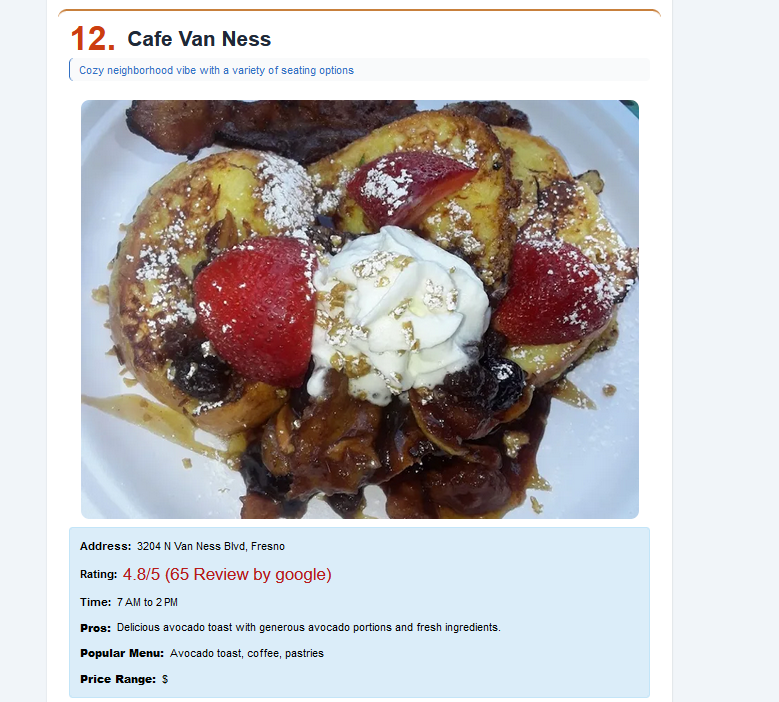 12. Cafe Van Ness
Cozy neighborhood vibe with a variety of seating options
Address: 3204 N Van Ness Blvd, Fresno
Rating: 4.8/5 (65 Review by google)
Time: 7 AM to 2 PM
Pros: Delicious avocado toast with generous avocado portions and fresh ingredients.
Popular Menu: Avocado toast, coffee, pastries
Price Range: $